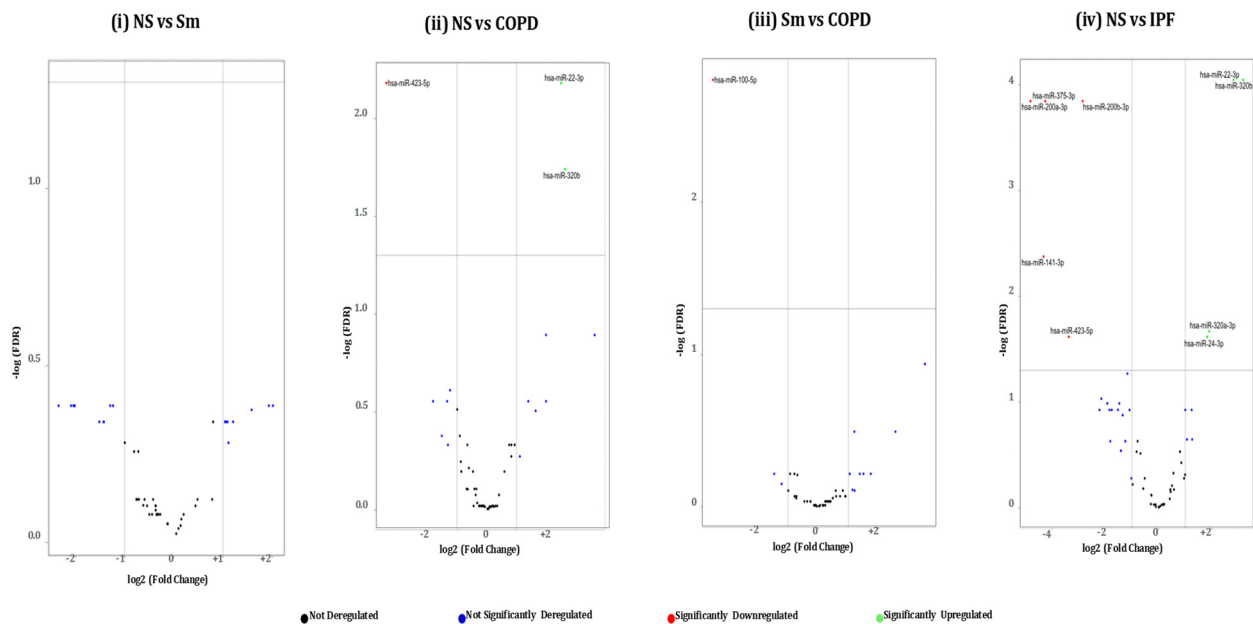 (i) NS vs Sm
(ii) NS vs COPD
(iii) Sm vs COPD
(iv) NS vs IPF
-log (FDR)
1.0
0.5
0.0
-2
-1
0
+1
+2
log2 (Fold Change)
-log (FDR)
hsa-miR-423-5p
hsa-miR-22-3p
hsa-miR-320b
2.0
1.5
1.0
0.5
0.0
-2
0
+2
log2 (Fold Change)
-log (FDR)
hsa-miR-100-5p
2
1
0
-2
0
+2
log2 (Fold Change)
-log (FDR)
hsa-miR-22-3p
hsa-miR-320b
hsa-miR-375-3p
hsa-miR-200a-3p
hsa-miR-200b-3p
hsa-miR-141-3p
hsa-miR-423-5p
hsa-miR-320a-3p
hsa-miR-24-3p
4
3
2
1
0
-4
-2
0
+2
log2 (Fold Change)
Not Deregulated
Not Significantly Deregulated
Significantly Downregulated
Significantly Upregulated